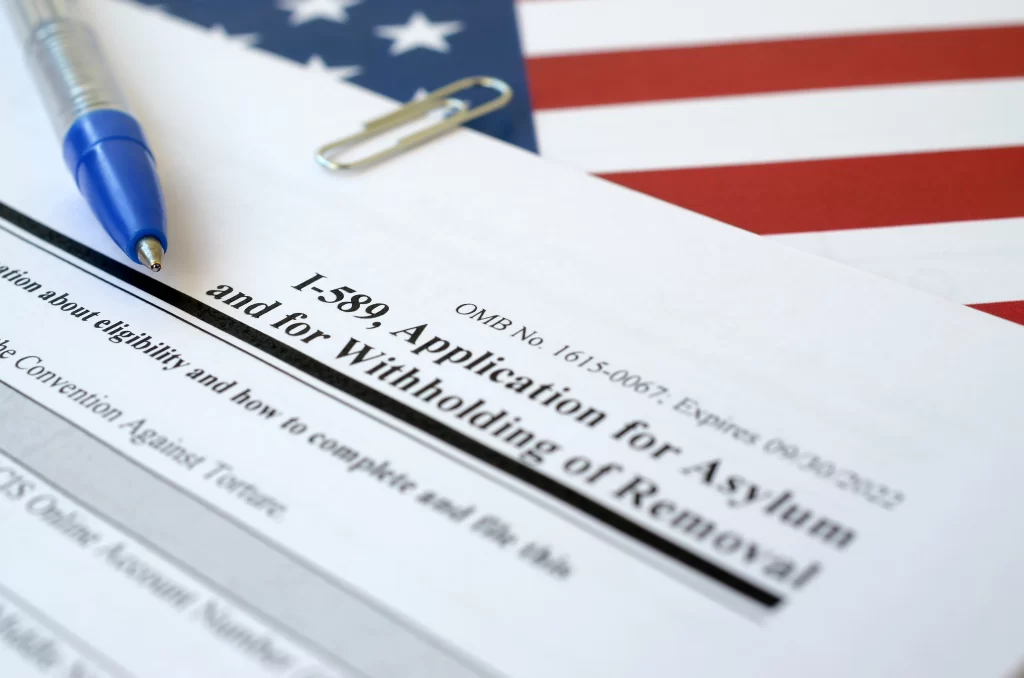 OMB No. 1615-0067; Expires 09/30/2022
I-589, Application for Asylum
and for Withholding of Removal
ation about eligibility and how to complete and file this
he Convention Against Torture.
CIS Online Account Number
Middle